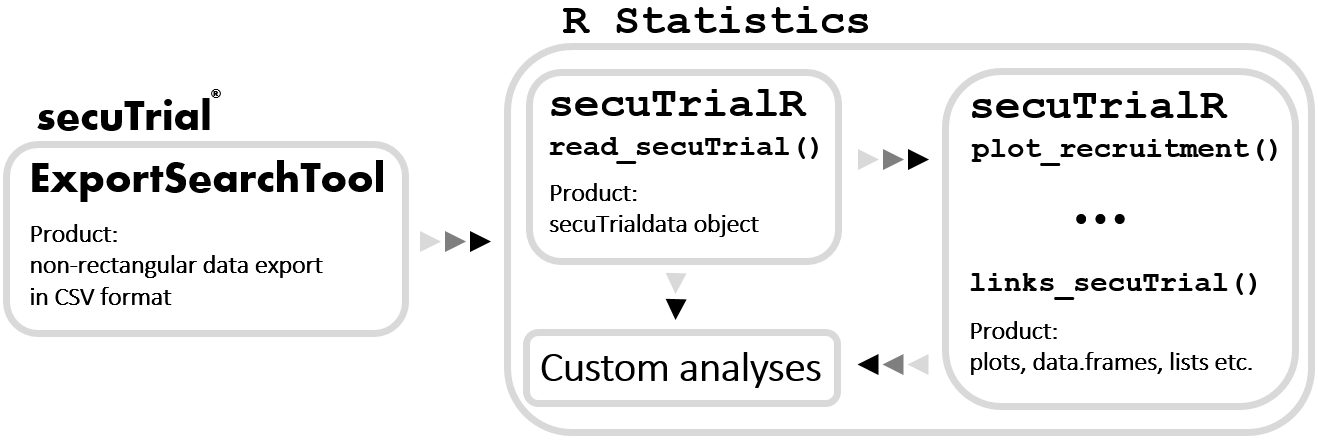 R Statistics
secuTrial®
ExportSearchTool
Product:
non-rectangular data export
in CSV format
secuTrialR
read_secuTrial()
Product:
secuTrialdata object
secuTrialR
plot_recruitment()
...
links_secuTrial()
Product:
plots, data.frames, lists etc.
Custom analyses